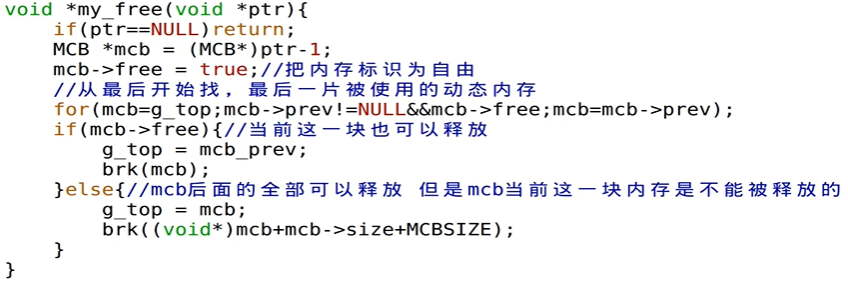 void *my_free(void *ptr){
    if(ptr==NULL)return;
    MCB *mcb = (MCB*)ptr-1;
    mcb->free = true;//把内存标识为自由
    //从最后开始找，最后一片被使用的动态内存
    for(mcb=g_top;mcb->prev!=NULL&&mcb->free;mcb=mcb->prev);
    if(mcb->free){//当前这一块也可以释放
        g_top = mcb_prev;
        brk(mcb);
    }else{//mcb后面的全部可以释放 但是mcb当前这一块内存是不能被释放的
        g_top = mcb;
        brk((void*)mcb+mcb->size+MCBSIZE);
    }
}